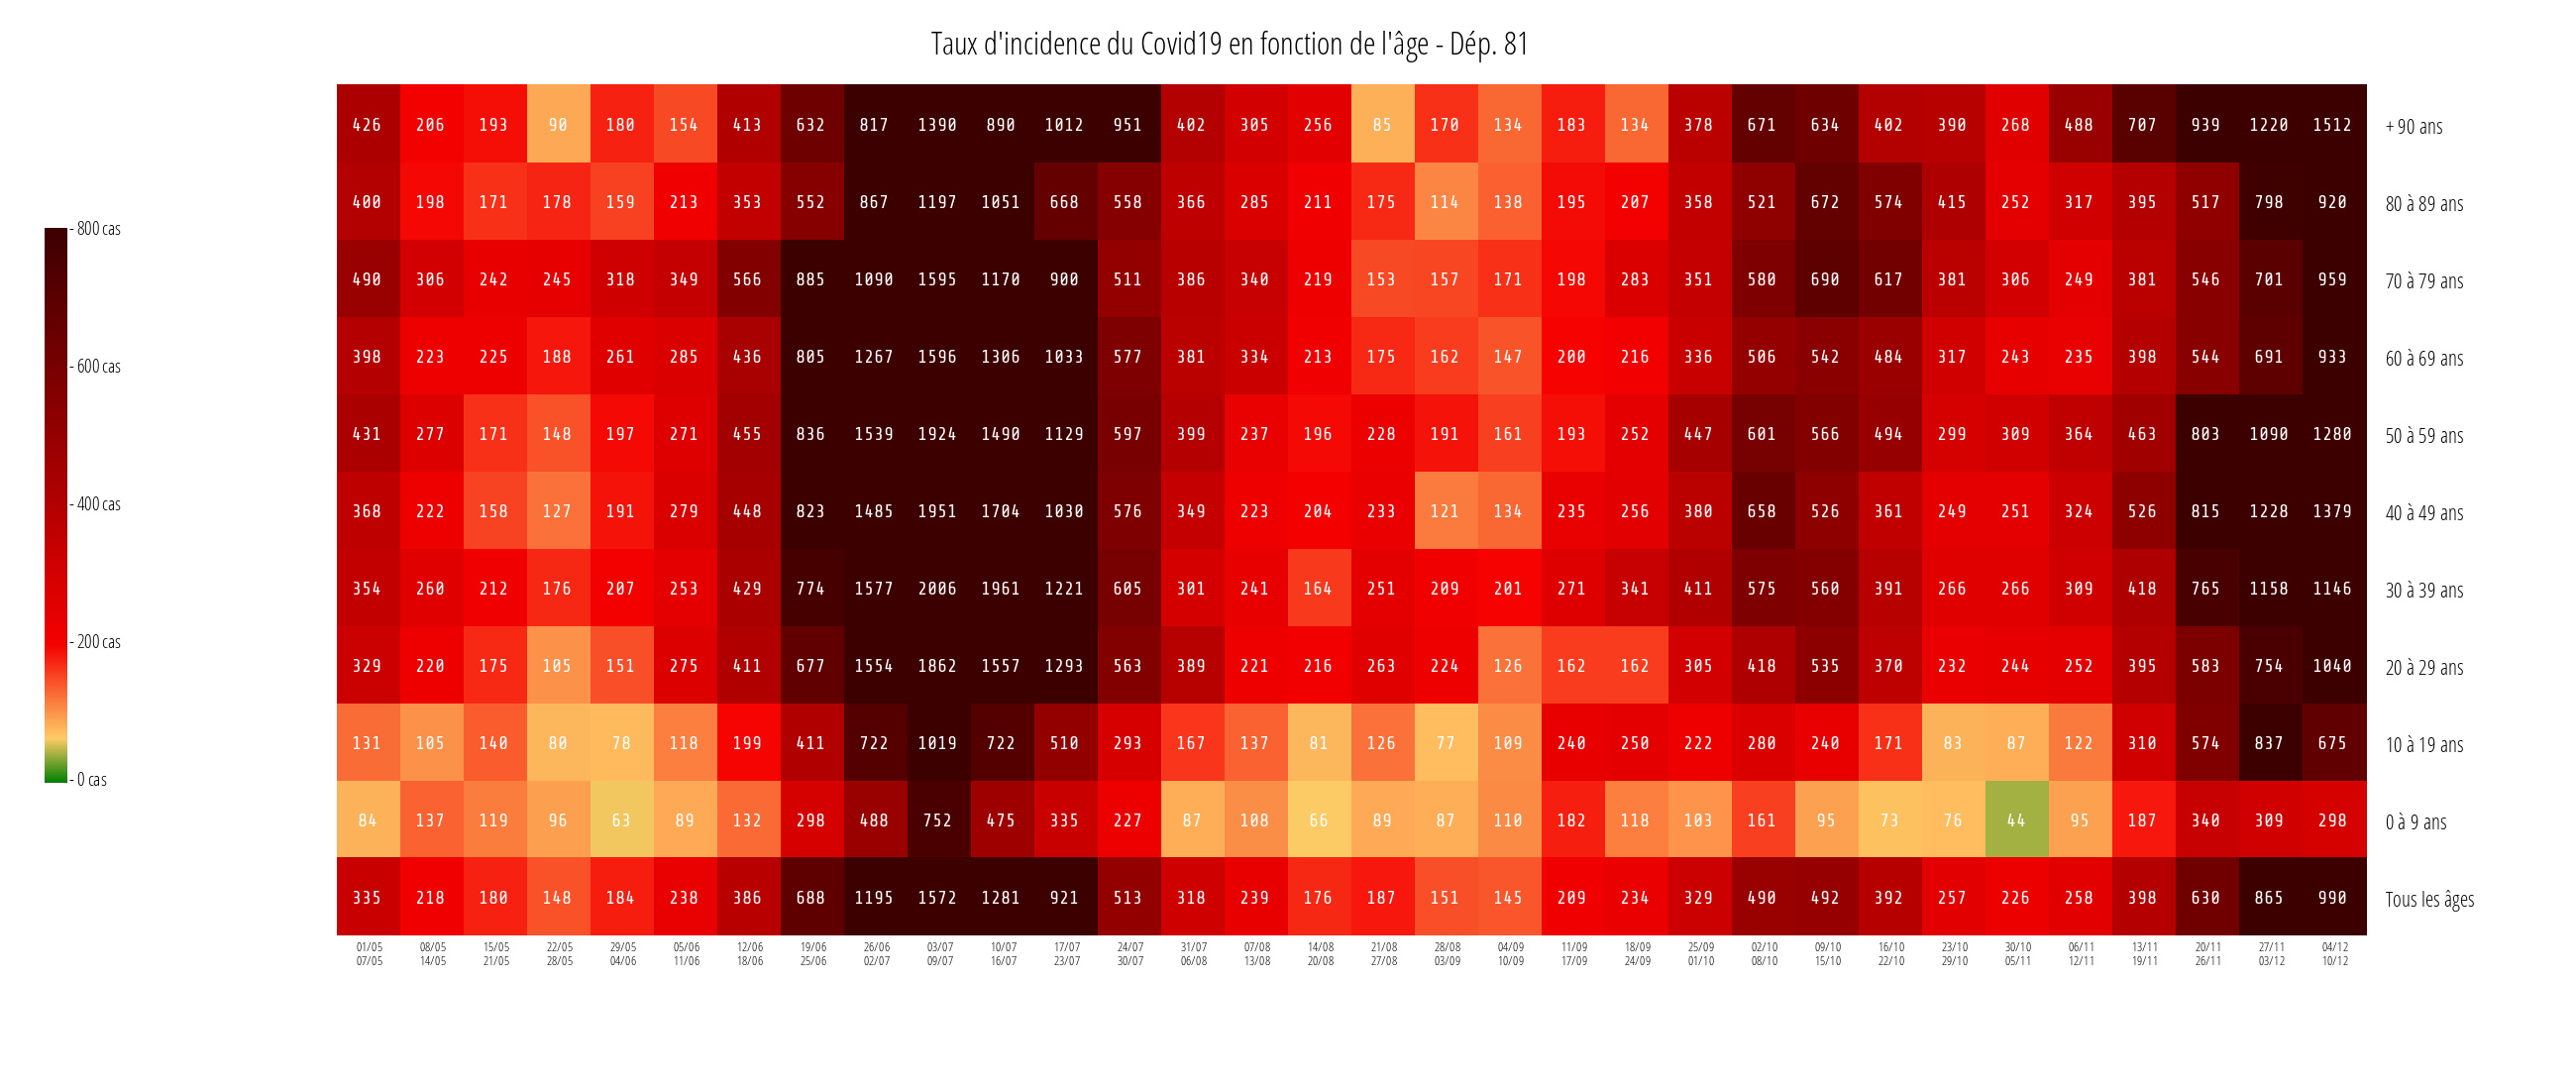 Taux d'incidence du Covid19 en fonction de l'âge - Dép. 81
- 800 cas
- 600 cas
- 400 cas
- 200 cas
- 0 cas
426 206 193 90 180 154 413 632 817 1390 890 1012 951 402 305 256 85 170 134 183 134 378 671 634 402 390 268 488 707 939 1220 1512 + 90 ans
400 198 171 178 159 213 353 552 867 1197 1051 668 558 366 285 211 175 114 138 195 207 358 521 672 574 415 252 317 395 517 798 920 80 à 89 ans
490 306 242 245 318 349 566 885 1090 1595 1170 900 511 386 340 219 153 157 171 198 283 351 580 690 617 381 306 249 381 546 701 959 70 à 79 ans
398 223 225 188 261 285 436 805 1267 1596 1306 1033 577 381 334 213 175 162 147 200 216 336 506 542 484 317 243 235 398 544 691 933 60 à 69 ans
431 277 171 148 197 271 455 836 1539 1924 1490 1129 597 399 237 196 228 191 161 193 252 447 601 566 494 299 309 364 463 803 1090 1280 50 à 59 ans
368 222 158 127 191 279 448 823 1485 1951 1704 1030 576 349 223 204 233 121 134 235 256 380 658 526 361 249 251 324 526 815 1228 1379 40 à 49 ans
354 260 212 176 207 253 429 774 1577 2006 1961 1221 605 301 241 164 251 209 201 271 341 411 575 560 391 266 266 309 418 765 1158 1146 30 à 39 ans
329 220 175 105 151 275 411 677 1554 1862 1557 1293 563 389 221 216 263 224 126 162 162 305 418 535 370 232 244 252 395 583 754 1040 20 à 29 ans
131 105 140 80 78 118 199 411 722 1019 722 510 293 167 137 81 126 77 109 240 250 222 280 240 171 83 87 122 310 574 837 675 10 à 19 ans
84 137 119 96 63 89 132 298 488 752 475 335 227 87 108 66 89 87 110 182 118 103 161 95 73 76 44 95 187 340 309 298 0 à 9 ans
335 218 180 148 184 238 386 688 1195 1572 1281 921 513 318 239 176 187 151 145 209 234 329 490 492 392 257 226 258 398 630 865 990 Tous les âges
01/05 08/05 15/05 22/05 29/05 05/06 12/06 19/06 26/06 03/07 10/07 17/07 24/07 31/07 07/08 14/08 21/08 28/08 04/09 11/09 18/09 25/09 02/10 09/10 16/10 23/10 30/10 06/11 13/11 20/11 27/11 04/12
07/05 14/05 21/05 28/05 04/06 11/06 18/06 25/06 02/07 09/07 16/07 23/07 30/07 06/08 13/08 20/08 27/08 03/09 10/09 17/09 24/09 01/10 08/10 15/10 22/10 29/10 05/11 12/11 19/11 26/11 03/12 10/12